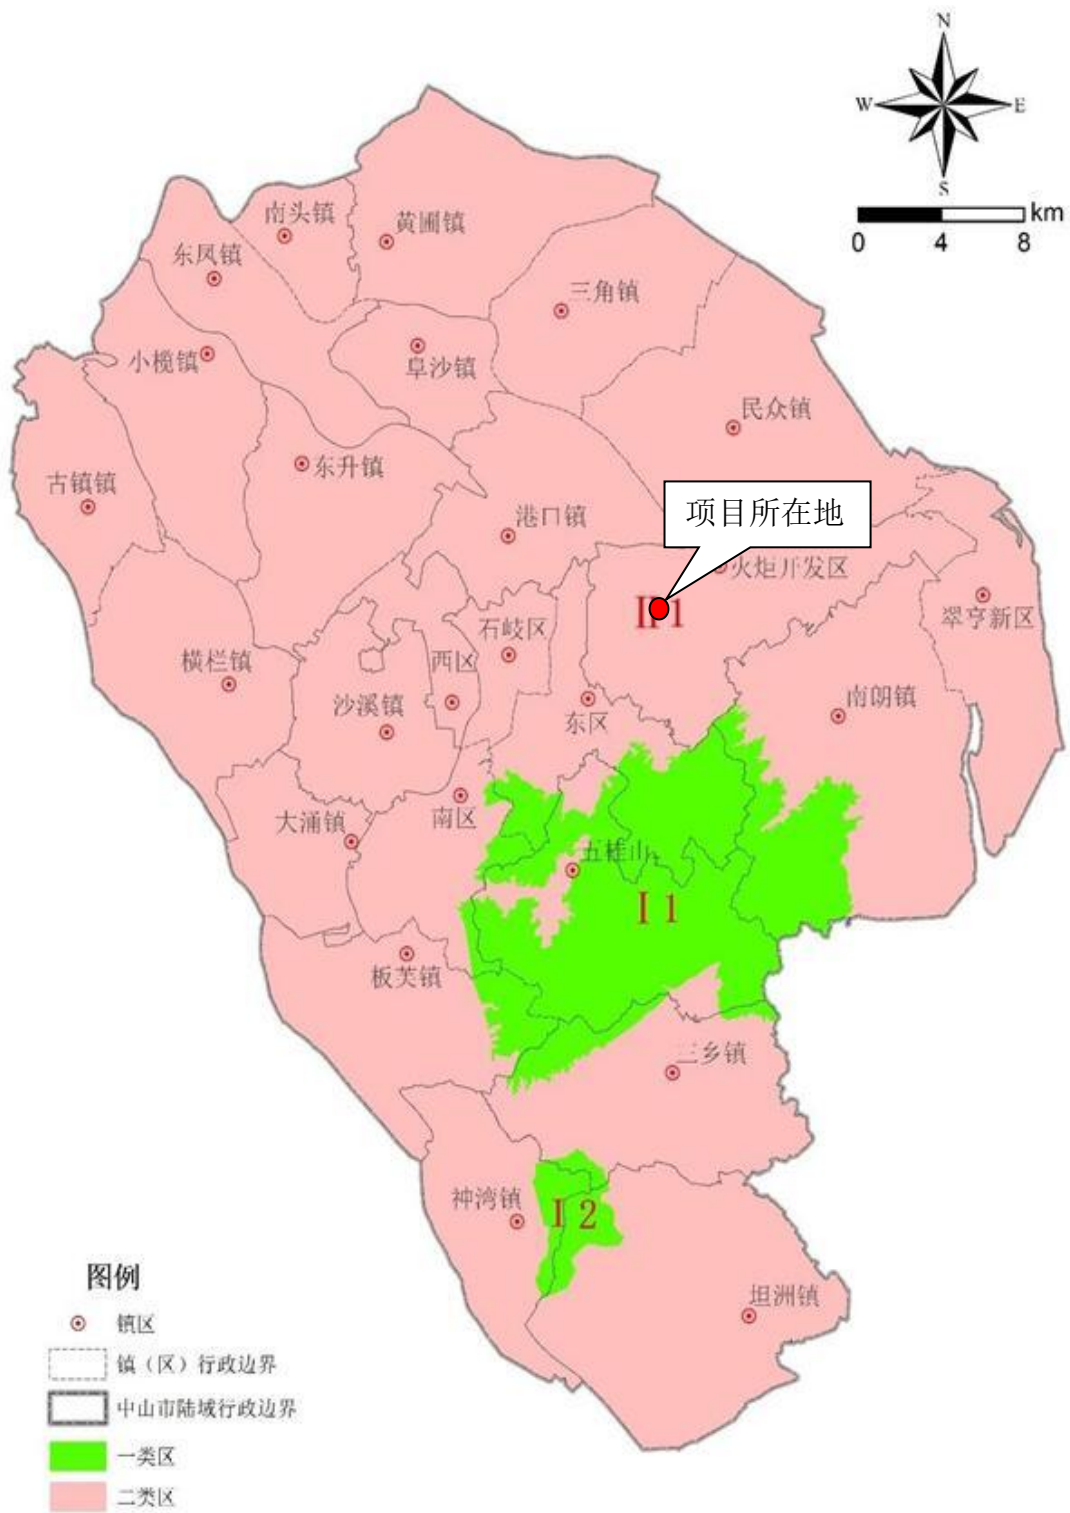 N
W
E
S
km
0
4
8
南头镇
黄圃镇
东凤镇
三角镇
小榄镇
阜沙镇
民众镇
东升镇
古镇镇
港口镇
项目所在地
火炬开发区
II 1
翠亨新区
石岐区
西区
横栏镇
沙溪镇
东区
南朗镇
南区
大涌镇
五桂山
I 1
板芙镇
三乡镇
神湾镇
I 2
坦洲镇
图例
镇区
镇（区）行政边界
中山市陆域行政边界
一类区
二类区